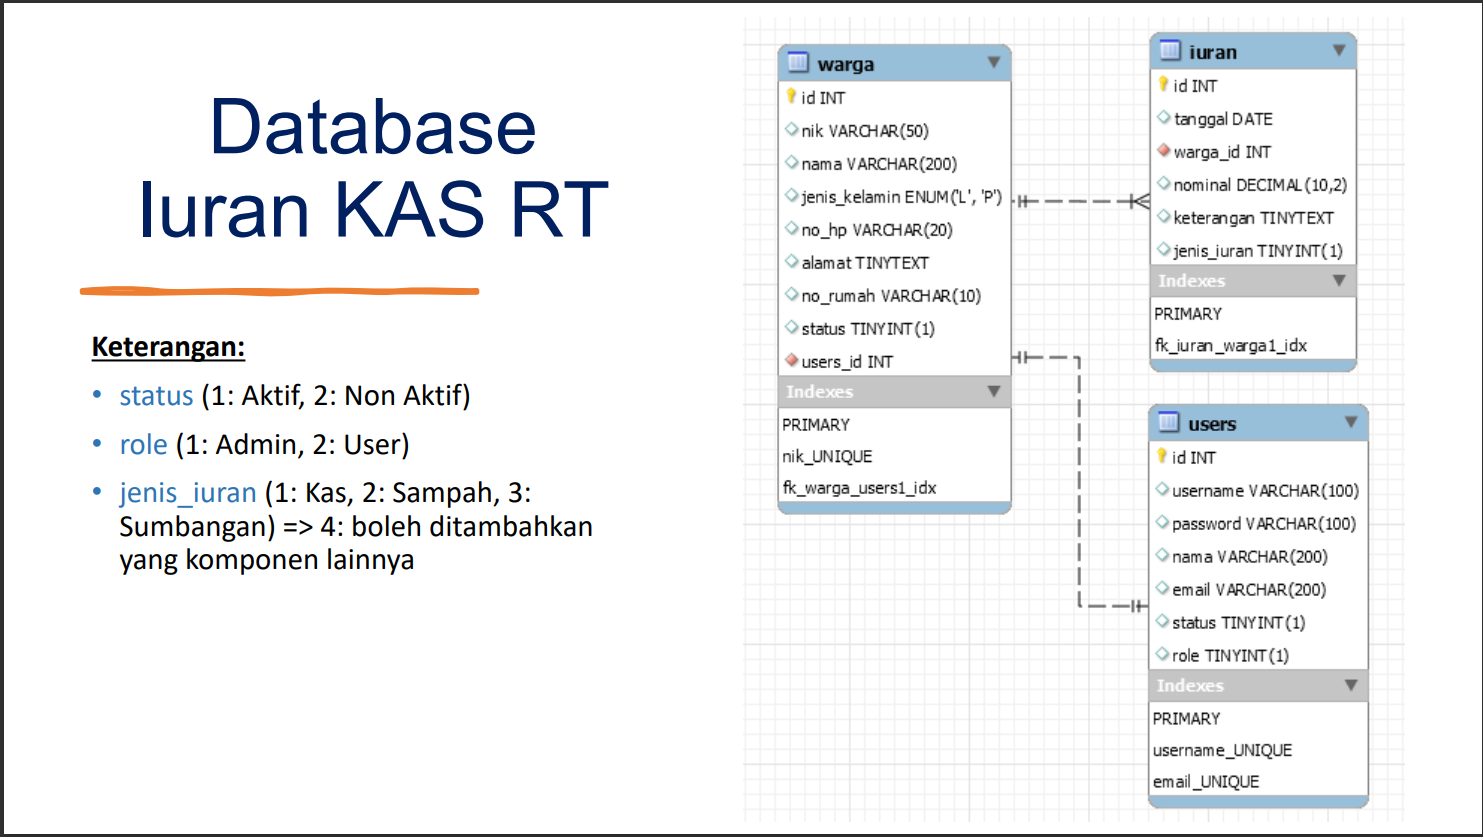 Database
Iuran KAS RT
Keterangan:
• status (1: Aktif, 2: Non Aktif)
• role (1: Admin, 2: User)
• jenis_iuran (1: Kas, 2: Sampah, 3:
Sumbangan) => 4: boleh ditambahkan
yang komponen lainnya
warga
id INT
nik VARCHAR(50)
nama VARCHAR(200)
jenis_kelamin ENUM('L', 'P')
no_hp VARCHAR(20)
alamat TINYTEXT
no_rumah VARCHAR(10)
status TINYINT(1)
users_id INT
Indexes
PRIMARY
nik_UNIQUE
fk_warga_users1_idx
iuran
id INT
tanggal DATE
warga_id INT
nominal DECIMAL(10,2)
keterangan TINYTEXT
jenis_iuran TINYINT(1)
Indexes
PRIMARY
fk_iuran_warga1_idx
users
id INT
username VARCHAR(100)
password VARCHAR(100)
nama VARCHAR(200)
email VARCHAR(200)
status TINYINT(1)
role TINYINT(1)
Indexes
PRIMARY
username_UNIQUE
email_UNIQUE